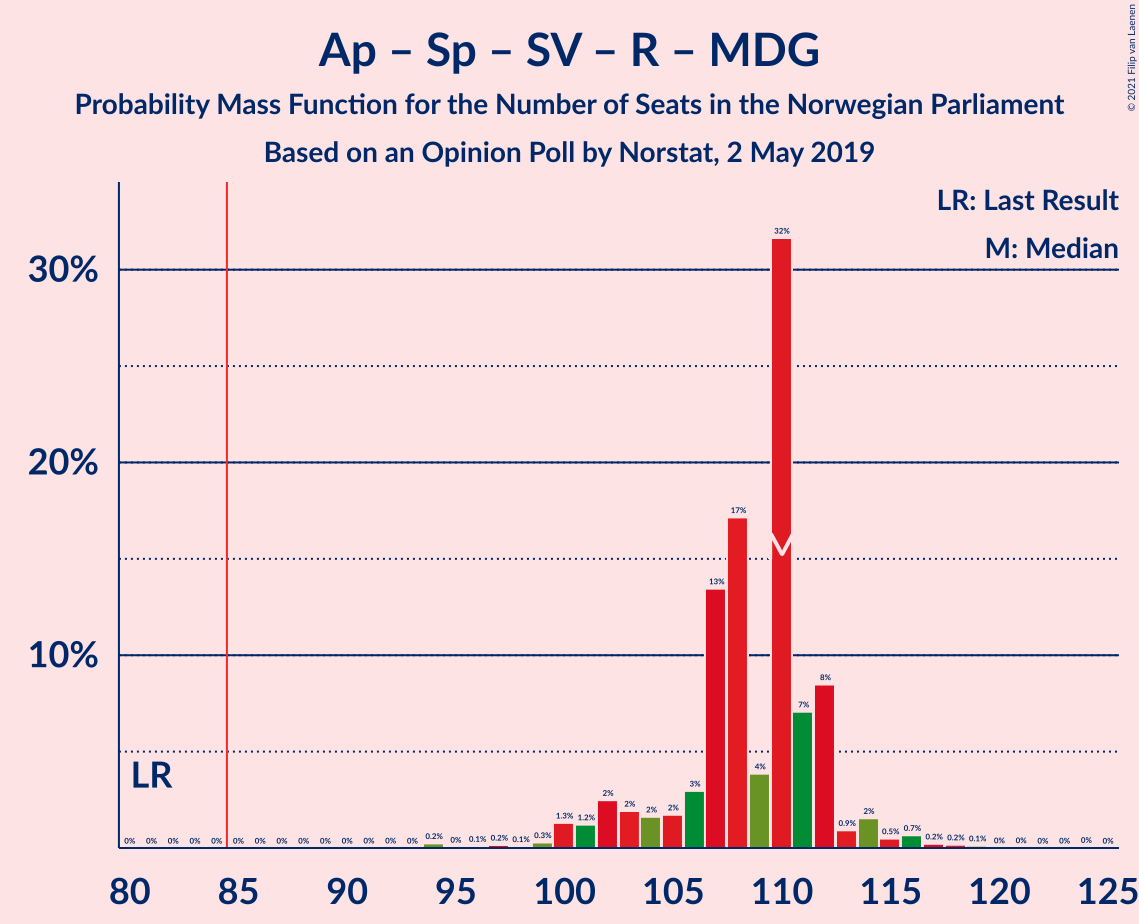 Ap – Sp – SV – R – MDG
Probability Mass Function for the Number of Seats in the Norwegian Parliament
Based on an Opinion Poll by Norstat, 2 May 2019
© 2021 Filip van Laenen
LR: Last Result
M: Median
30%
20%
10%
LR
0% 0% 0% 0% 0% 0% 0% 0% 0% 0% 0% 0% 0% 0% 0.2% 0% 0.1% 0.2% 0.1% 0.3% 1.3% 1.2% 2% 2% 2% 2% 3% 13% 17% 4% 32% 7% 8% 0.9% 2% 0.5% 0.7% 0.2% 0.2% 0.1% 0% 0% 0% 0% 0% 0%
80 85 90 95 100 105 110 115 120 125